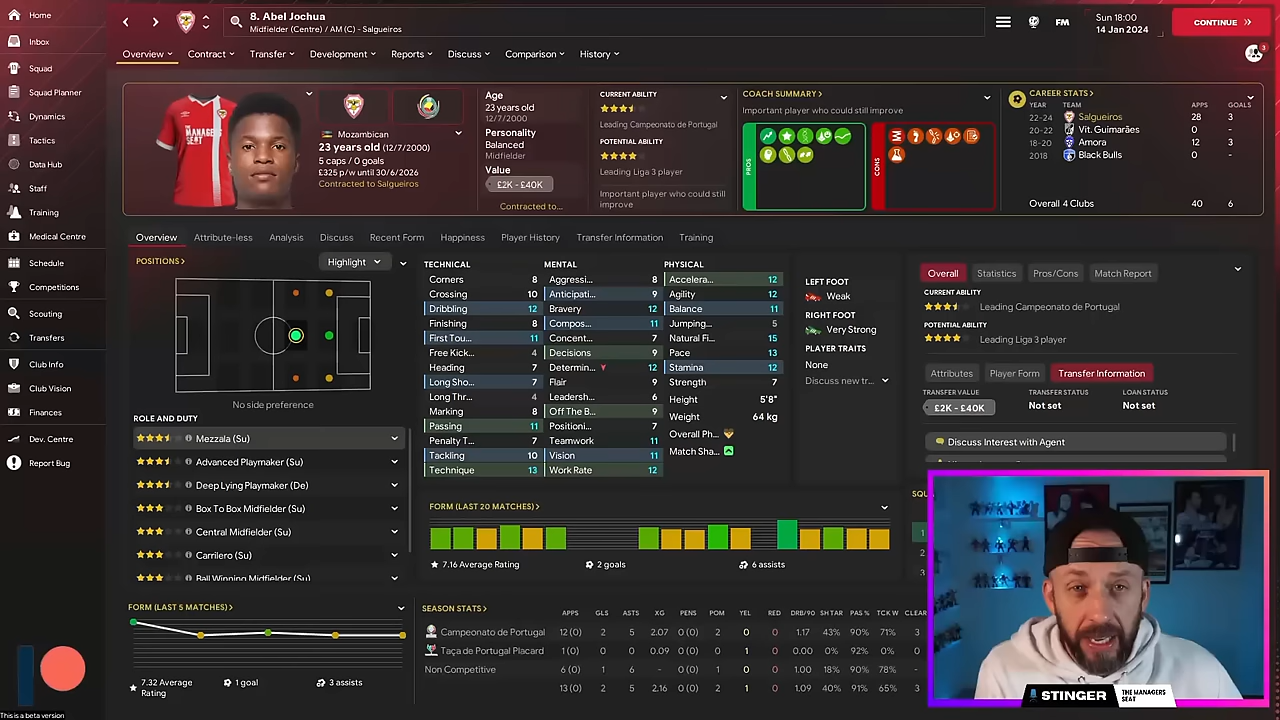 Home
Inbox
Squad
Squad Planner
Dynamics
Tactics
Data Hub
Staff
Training
Medical Centre
Schedule
Competitions
Scouting
Transfers
Club Info
Club Vision
Finances
Dev. Centre
Report Bug
This is a beta version
8. Abel Jochua
Midfielder (Centre) / AM (C) - Salgueiros
FM
Sun 18:00
14 Jan 2024
CONTINUE
3
Overview Contract Transfer Development Reports Discuss Comparison History
MANAGERS
SEAT
Mozambican
23 years old (12/7/2000)
5 caps / 0 goals
£325 p/w until 30/6/2026
Contracted to Salgueiros
Age
23 years old
12/7/2000
Personality
Balanced
Midfielder
Value
£2K - £40K
Contracted to...
CURRENT ABILITY
Leading Campeonato de Portugal
POTENTIAL ABILITY
Leading Liga 3 player
Important player who could still
improve
COACH SUMMARY >
Important player who could still improve
PROS
CONS
CAREER STATS >
YEAR TEAM APPS GOALS
22-24 Salgueiros 28 3
20-22 Vit. Guimarães 0 -
18-20 Amora 12 3
2018 Black Bulls 0 -
Overall 4 Clubs 40 6
Overview Attribute-less Analysis Discuss Recent Form Happiness Player History Transfer Information Training
POSITIONS >
Highlight
No side preference
ROLE AND DUTY
Mezzala (Su)
Advanced Playmaker (Su)
Deep Lying Playmaker (De)
Box To Box Midfielder (Su)
Central Midfielder (Su)
Carrilero (Su)
Ball Winning Midfielder (Su)
TECHNICAL
Corners 8
Crossing 10
Dribbling 12
Finishing 8
First Tou... 11
Free Kick... 4
Heading 7
Long Sho... 7
Long Thr... 4
Marking 8
Passing 11
Penalty T... 7
Tackling 10
Technique 13
MENTAL
Aggressi... 8
Anticipati... 9
Bravery 12
Compos... 11
Concent... 7
Decisions 9
Determin... 12
Flair 9
Leadersh... 6
Off The B... 9
Positioni... 7
Teamwork 11
Vision 11
Work Rate 12
PHYSICAL
Accelera... 12
Agility 12
Balance 11
Jumping... 5
Natural Fi... 15
Pace 13
Stamina 12
Strength 7
Height 5'8"
Weight 64 kg
Overall Ph...
Match Sha...
LEFT FOOT
Weak
RIGHT FOOT
Very Strong
PLAYER TRAITS
None
Discuss new tr...
Overall Statistics Pros/Cons Match Report
CURRENT ABILITY
Leading Campeonato de Portugal
POTENTIAL ABILITY
Leading Liga 3 player
Attributes Player Form Transfer Information
TRANSFER VALUE TRANSFER STATUS LOAN STATUS
£2K - £40K Not set Not set
Discuss Interest with Agent
FORM (LAST 20 MATCHES) >
7.16 Average Rating 2 goals 6 assists
SQU
1
2
3
FORM (LAST 5 MATCHES) >
7.32 Average
Rating
1 goal
3 assists
SEASON STATS > APPS GLS ASTS XG PENS POM YEL RED DRB/90 SH TAR PAS % TCK W CLEAR
Campeonato de Portugal 12 (0) 2 5 2.07 0 (0) 2 0 0 1.17 43% 90% 71% 3
Taça de Portugal Placard 1 (0) 0 0 0.09 0 (0) 0 1 0 0.00 0% 92% 0% 0
Non Competitive 6 (0) 1 6 - 0 (0) 0 0 0 1.00 18% 90% 78% -
13 (0) 2 5 2.16 0 (0) 2 1 0 1.09 40% 91% 65% 3
STINGER
THE MANAGERS
SEAT